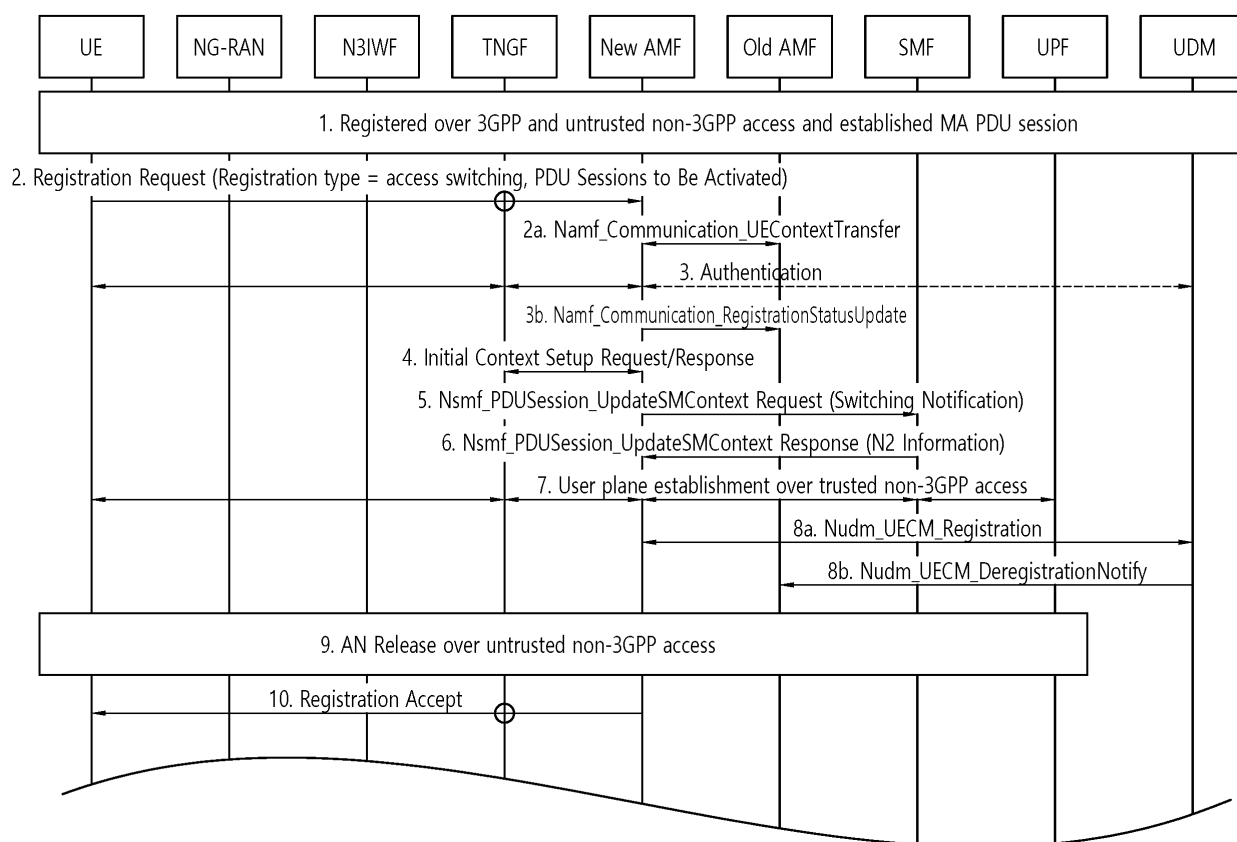 UE NG-RAN N3IWF TNGF New AMF Old AMF SMF UPF UDM
1. Registered over 3GPP and untrusted non-3GPP access and established MA PDU session
2. Registration Request (Registration type = access switching, PDU Sessions to Be Activated)
2a. Namf_Communication_UEContextTransfer
3. Authentication
3b. Namf_Communication_RegistrationStatusUpdate
4. Initial Context Setup Request/Response
5. Nsmf_PDUSession_UpdateSMContext Request (Switching Notification)
6. Nsmf_PDUSession_UpdateSMContext Response (N2 Information)
7. User plane establishment over trusted non-3GPP access
8a. Nudm_UECM_Registration
8b. Nudm_UECM_DeregistrationNotify
9. AN Release over untrusted non-3GPP access
10. Registration Accept